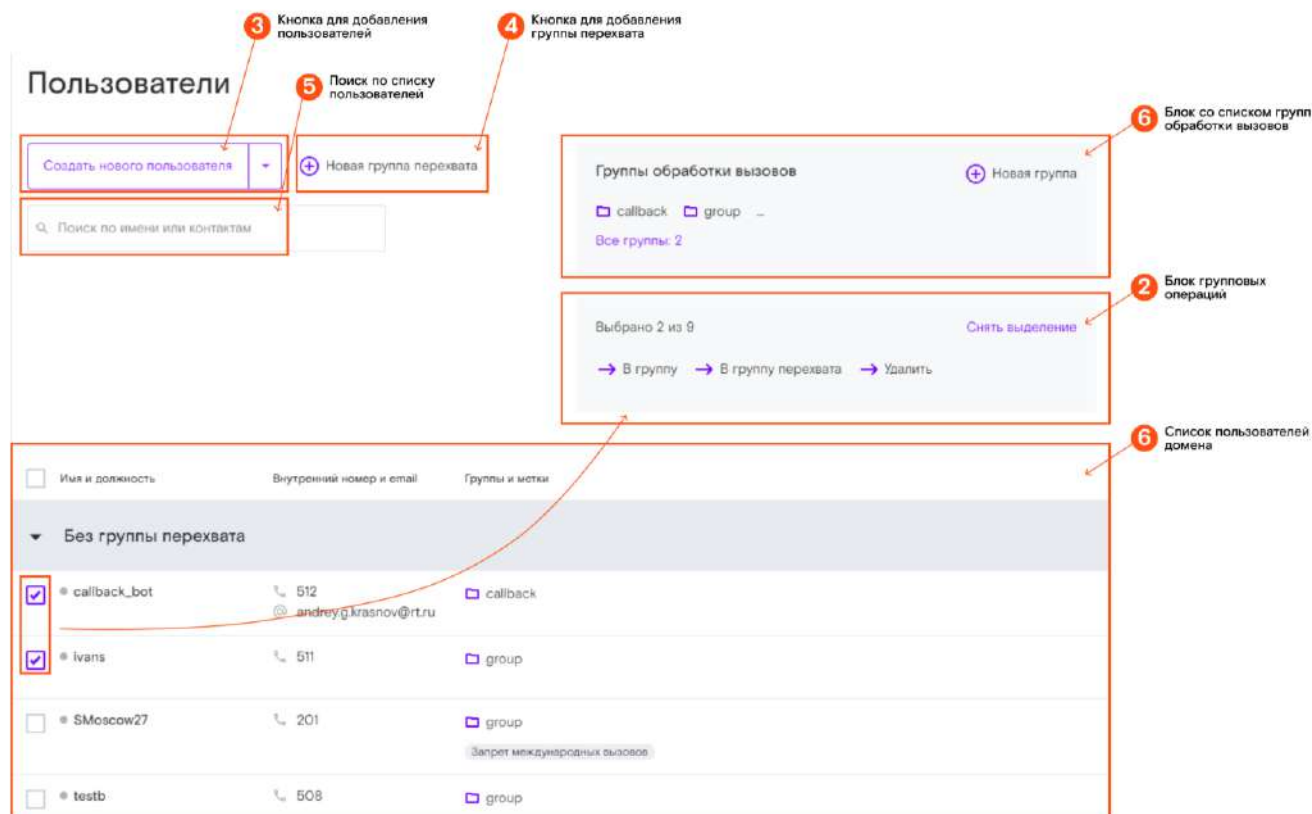 3 Кнопка для добавления
пользователей
4 Кнопка для добавления
группы перехвата
Пользователи
5 Поиск по списку
пользователей
6 Блок со списком групп
обработки вызовов
Создать нового пользователя
Новая группа перехвата
Группы обработки вызовов
Новая группа
callback group ...
Поиск по имени или контактам
Все группы: 2
2 Блок групповых
операций
Выбрано 2 из 9
Снять выделение
В группу В группу перехвата Удалить
6 Список пользователей
домена
Имя и должность Внутренний номер и email Группы и метки
Без группы перехвата
callback_bot 512 callback
andrey.g.krasnov@rt.ru
ivans 511 group
SMoscow27 201 group
Запрет международных вызовов
testb 508 group